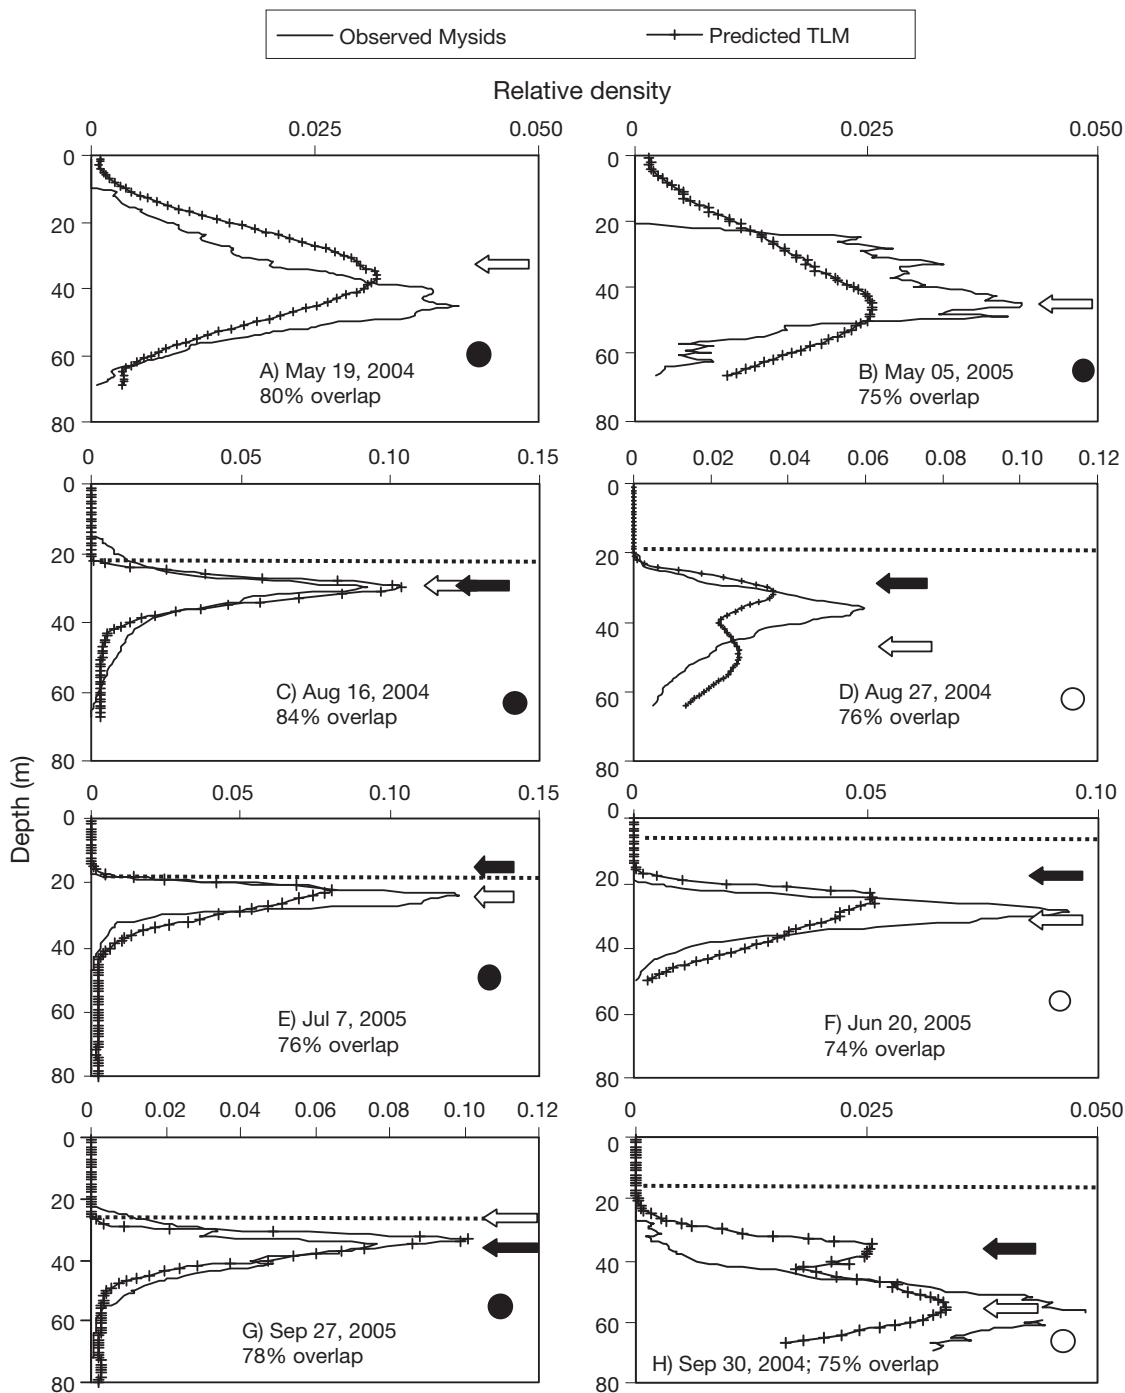 Observed Mysids Predicted TLM
Relative density
0 0.025 0.050
0
20
40
60
80
A) May 19, 2004
80% overlap
0 0.025 0.050
0
20
40
60
80
B) May 05, 2005
75% overlap
0 0.05 0.10 0.15
0
20
40
60
80
C) Aug 16, 2004
84% overlap
0 0.02 0.04 0.06 0.08 0.10 0.12
0
20
40
60
80
D) Aug 27, 2004
76% overlap
Depth (m)
0 0.05 0.10 0.15
0
20
40
60
80
E) Jul 7, 2005
76% overlap
0 0.05 0.10
0
20
40
60
80
F) Jun 20, 2005
74% overlap
0 0.02 0.04 0.06 0.08 0.10 0.12
0
20
40
60
80
G) Sep 27, 2005
78% overlap
0 0.025 0.050
0
20
40
60
80
H) Sep 30, 2004; 75% overlap